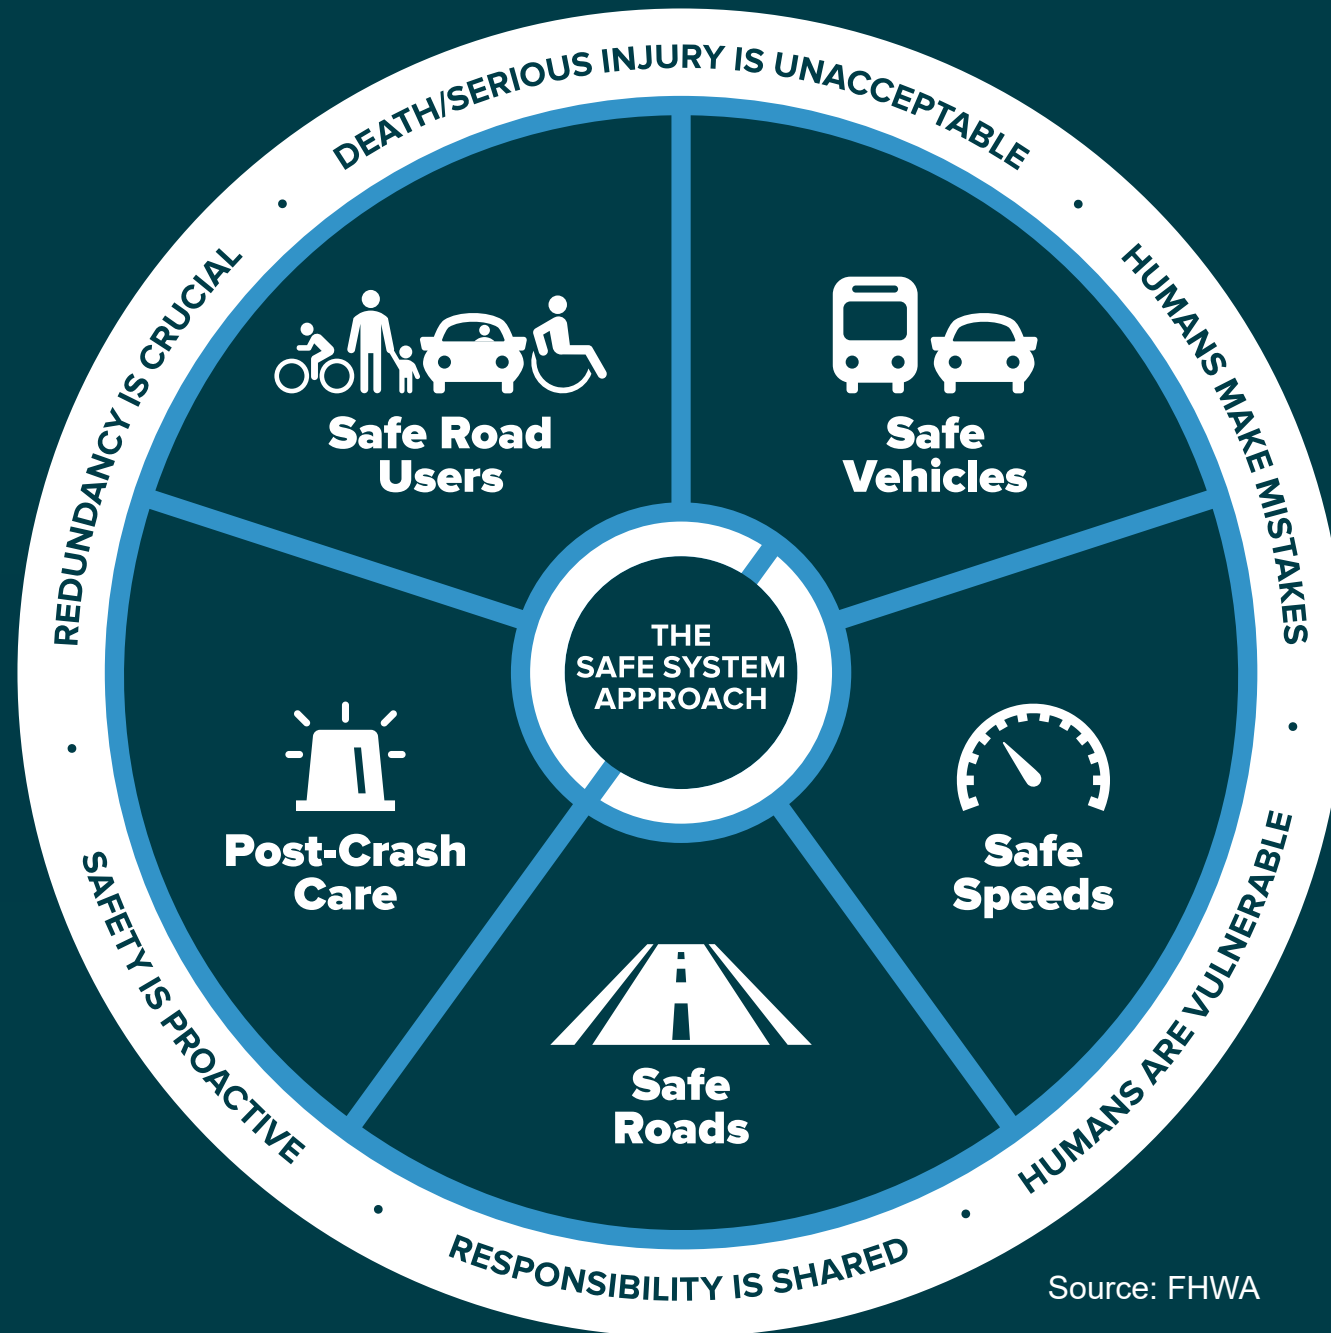 DEATH/SERIOUS INJURY IS UNACCEPTABLE
HUMANS MAKE MISTAKES
HUMANS ARE VULNERABLE
RESPONSIBILITY IS SHARED
SAFETY IS PROACTIVE
REDUNDANCY IS CRUCIAL
Safe Road
Users
Safe
Vehicles
THE
SAFE SYSTEM
APPROACH
Post-Crash
Care
Safe
Speeds
Safe
Roads
Source: FHWA